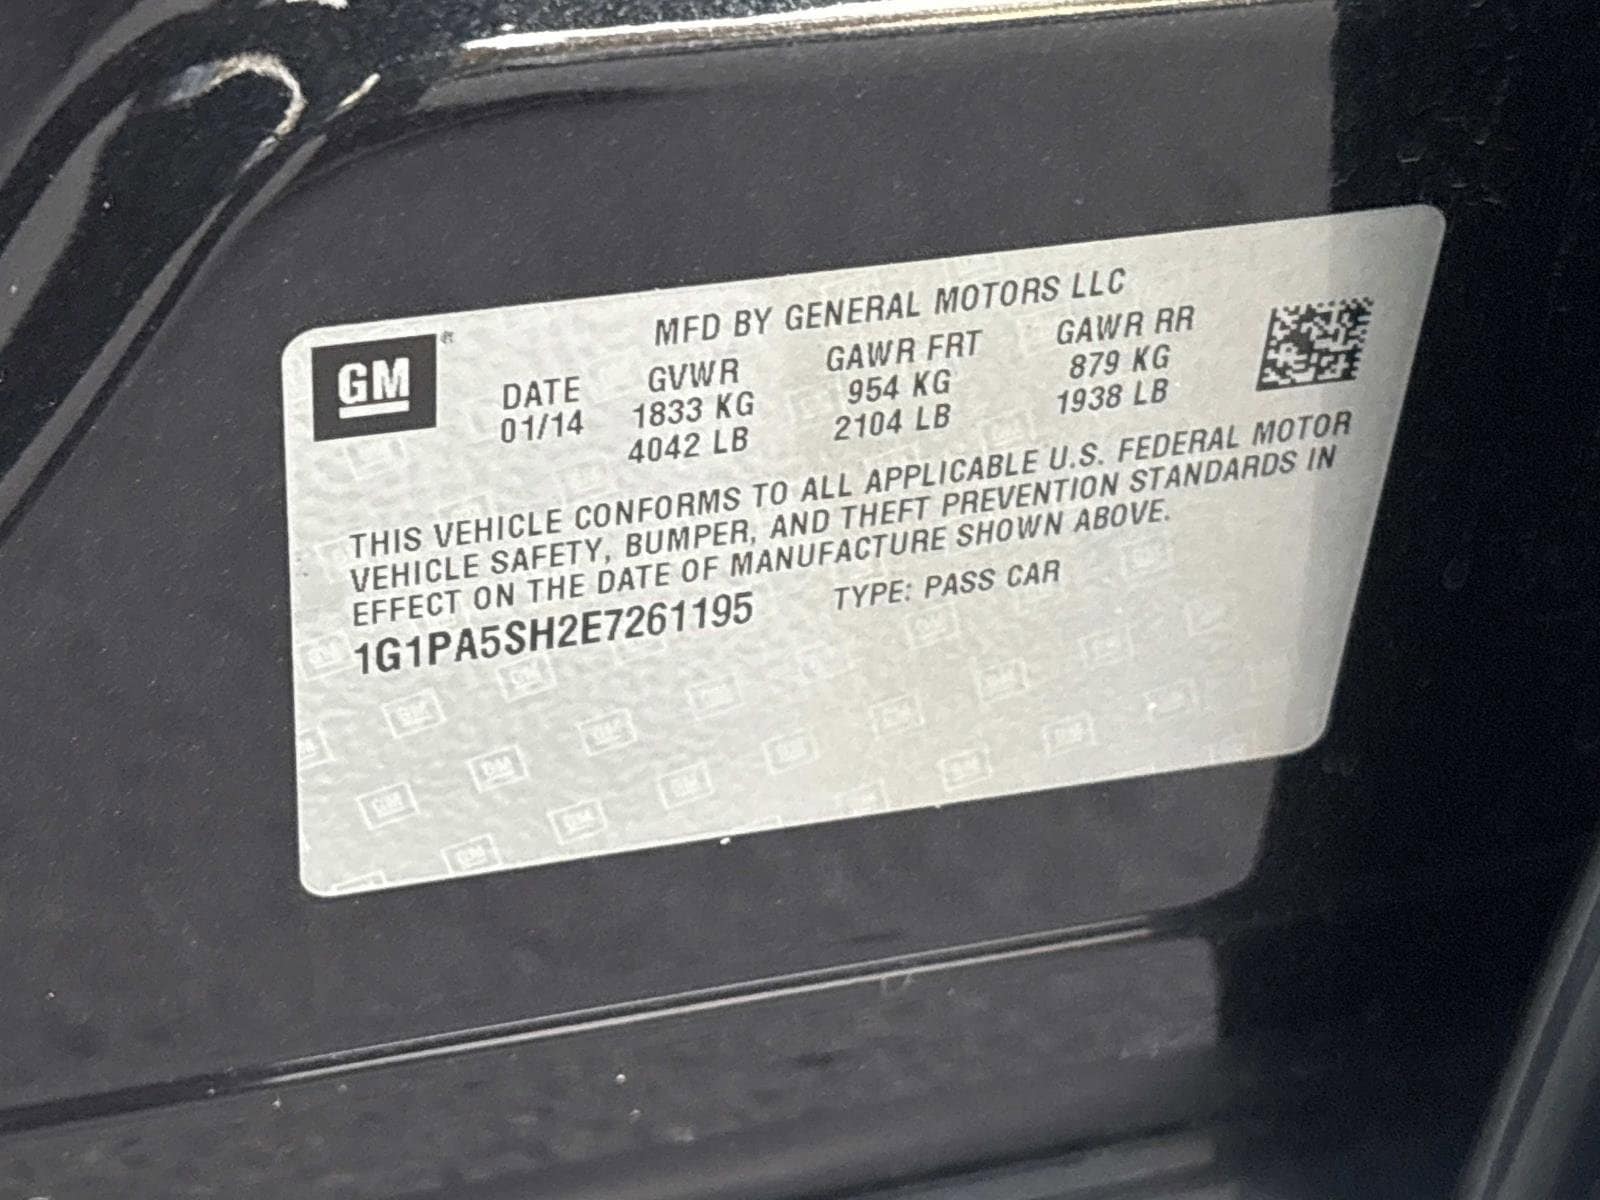 GM
MFD BY GENERAL MOTORS LLC
DATE GVWR GAWR FRT GAWR RR
01/14 1833 KG 954 KG 879 KG
4042 LB 2104 LB 1938 LB
THIS VEHICLE CONFORMS TO ALL APPLICABLE U.S. FEDERAL MOTOR
VEHICLE SAFETY, BUMPER, AND THEFT PREVENTION STANDARDS IN
EFFECT ON THE DATE OF MANUFACTURE SHOWN ABOVE.
1G1PA5SH2E7261195 TYPE: PASS CAR